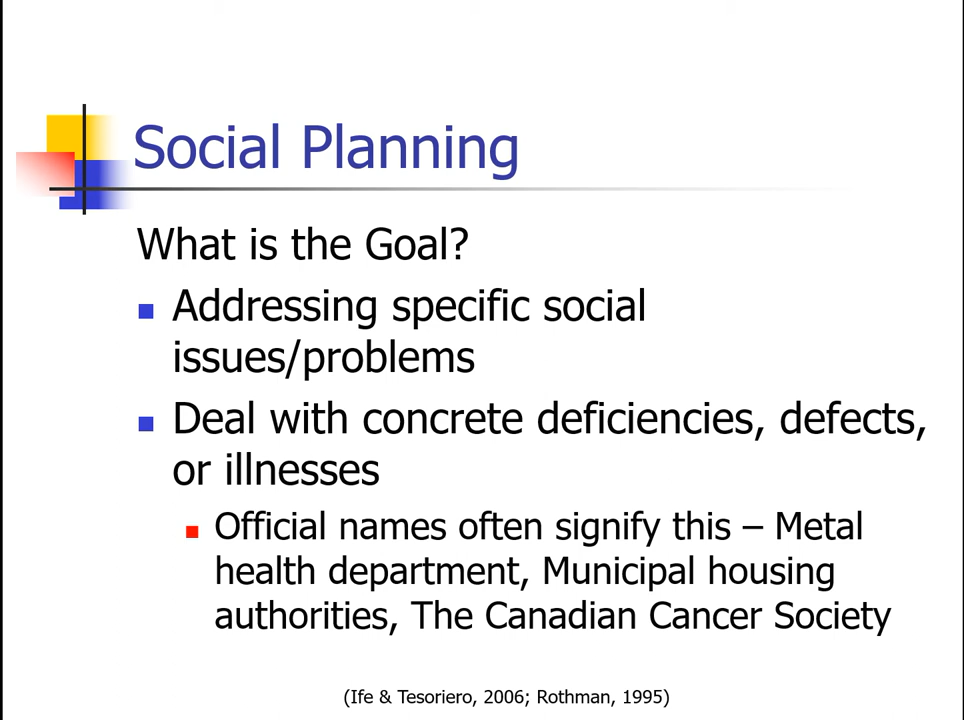 Social Planning
What is the Goal?
Addressing specific social
issues/problems
Deal with concrete deficiencies, defects,
or illnesses
Official names often signify this – Metal
health department, Municipal housing
authorities, The Canadian Cancer Society
(Ife & Tesoriero, 2006; Rothman, 1995)